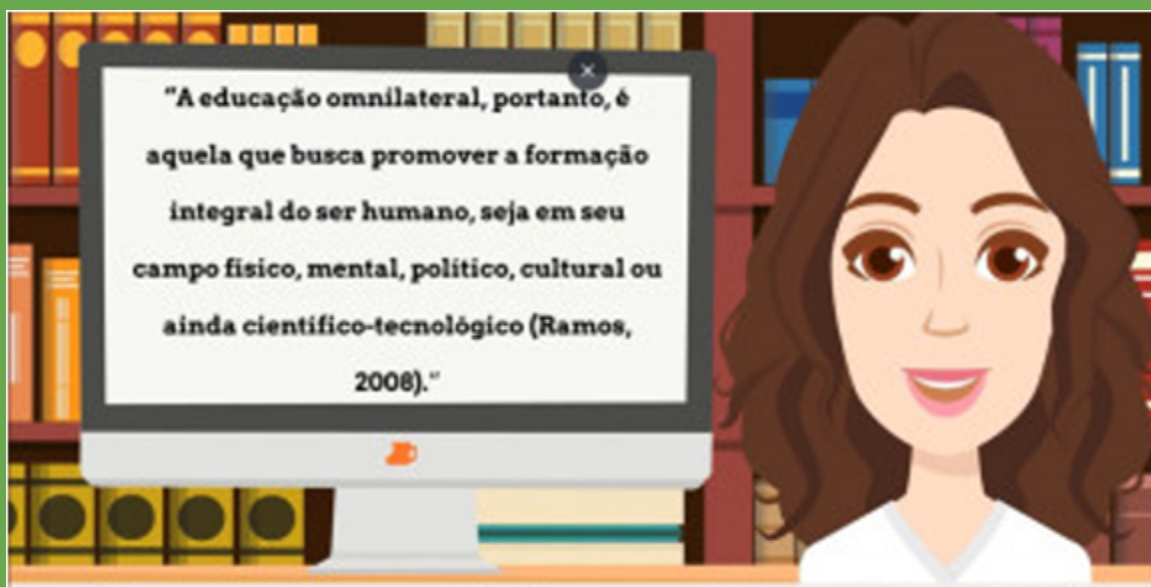 "A educação omnilateral, portanto, é
aquela que busca promover a formação
integral do ser humano, seja em seu
campo físico, mental, político, cultural ou
ainda científico-tecnológico (Ramos,
2008)."